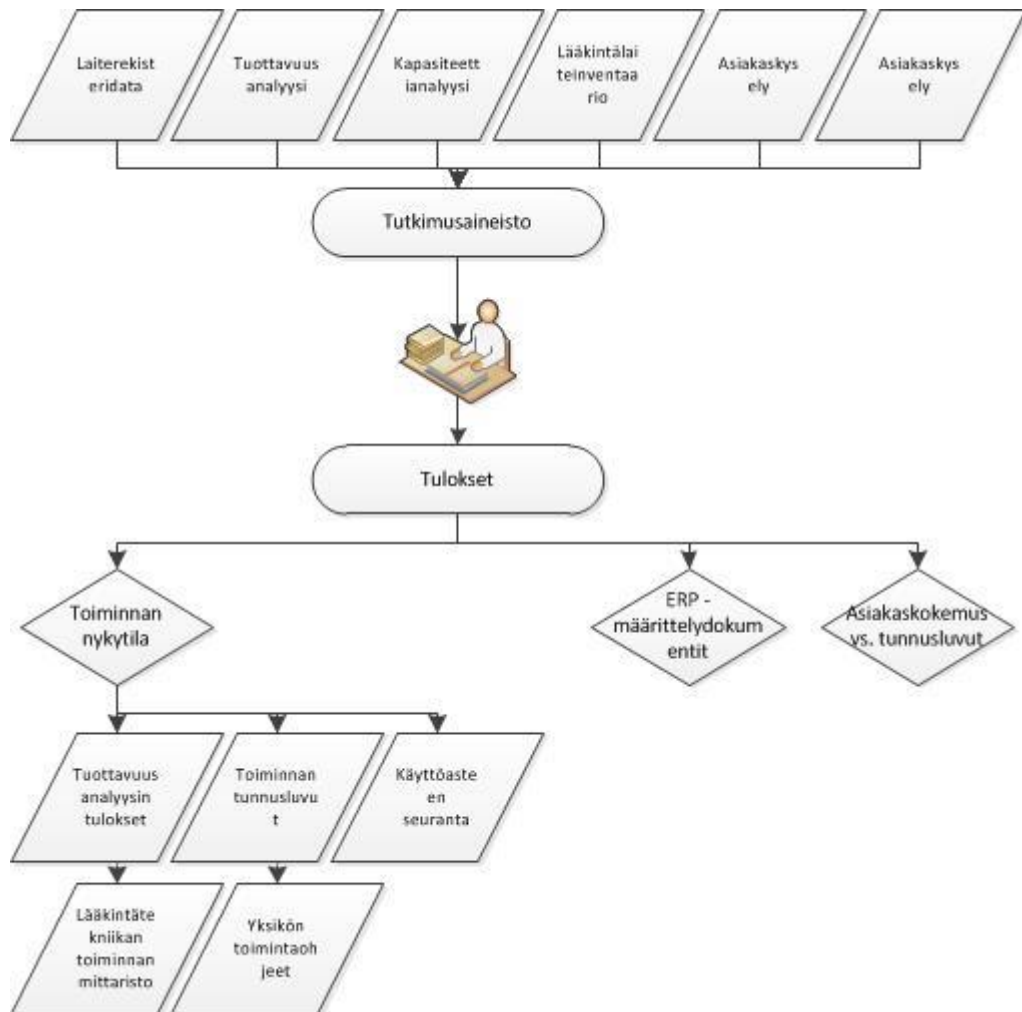 Laiterekist
eridata
Tuottavuus
analyysi
Kapasiteett
ianalyysi
Lääkintälai
teinventaa
rio
Asiakaskys
ely
Asiakaskys
ely
Tutkimusaineisto
Tulokset
Toiminnan
nykytila
ERP -
määrittelydokum
entit
Asiakaskokemus
vs. tunnusluvut
Tuottavuus
analyysin
tulokset
Toiminnan
tunnusluvu
t
Käyttöaste
en
seuranta
Lääkintäte
kniikan
toiminnan
mittaristo
Yksikön
toimintaoh
jeet